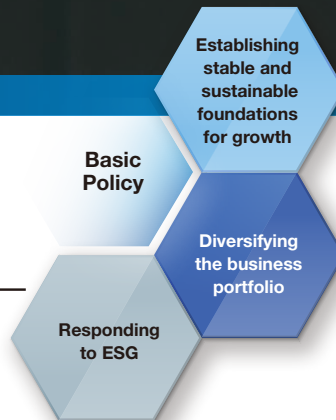 Establishing
stable and
sustainable
foundations
for growth
Basic
Policy
Diversifying
the business
portfolio
Responding
to ESG